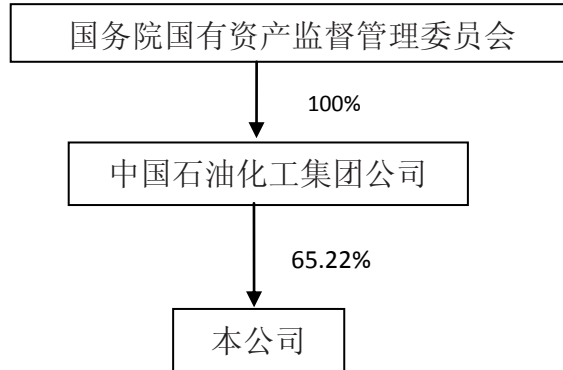 国务院国有资产监督管理委员会
100%
中国石油化工集团公司
65.22%
本公司